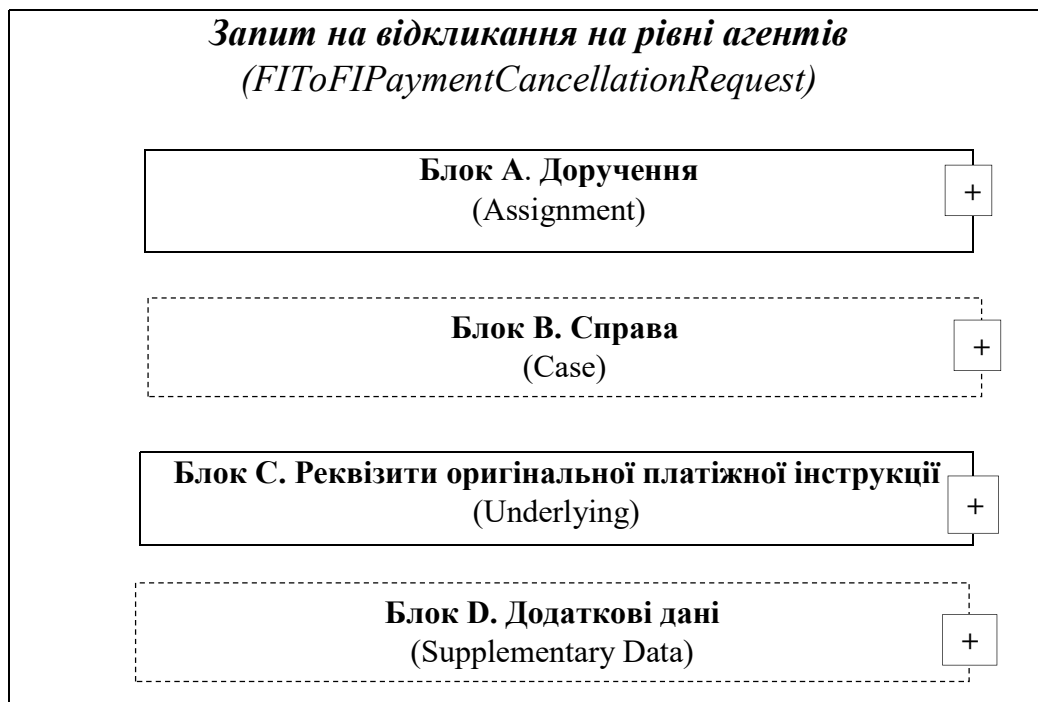 Запит на відкликання на рівні агентів
(FIToFIPaymentCancellationRequest)
Блок A. Доручення
(Assignment)
+
Блок B. Справа
(Case)
+
Блок C. Реквізити оригінальної платіжної інструкції
(Underlying)
+
Блок D. Додаткові дані
(Supplementary Data)
+